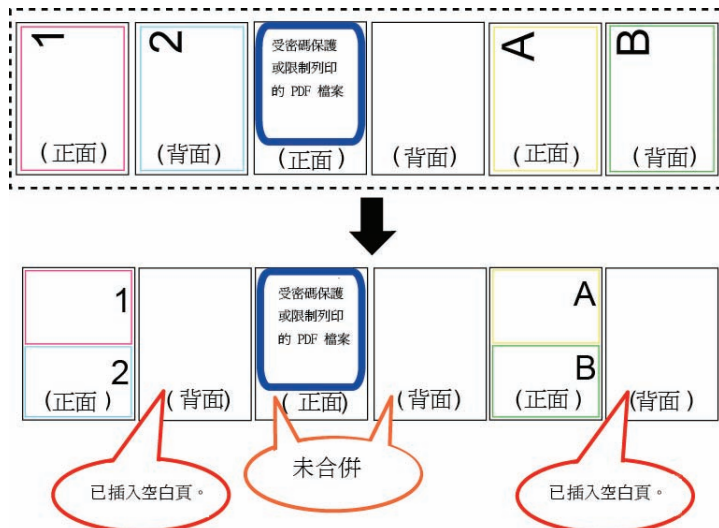 1
2
受密碼保護
或限制列印
的 PDF 檔案
A
B
(正面)
(背面)
(正面)
(背面)
(正面)
(背面)
1
2
受密碼保護
或限制列印
的 PDF 檔案
A
B
(正面)
(背面)
(正面)
(背面)
(正面)
(背面)
已插入空白頁。
未合併
已插入空白頁。